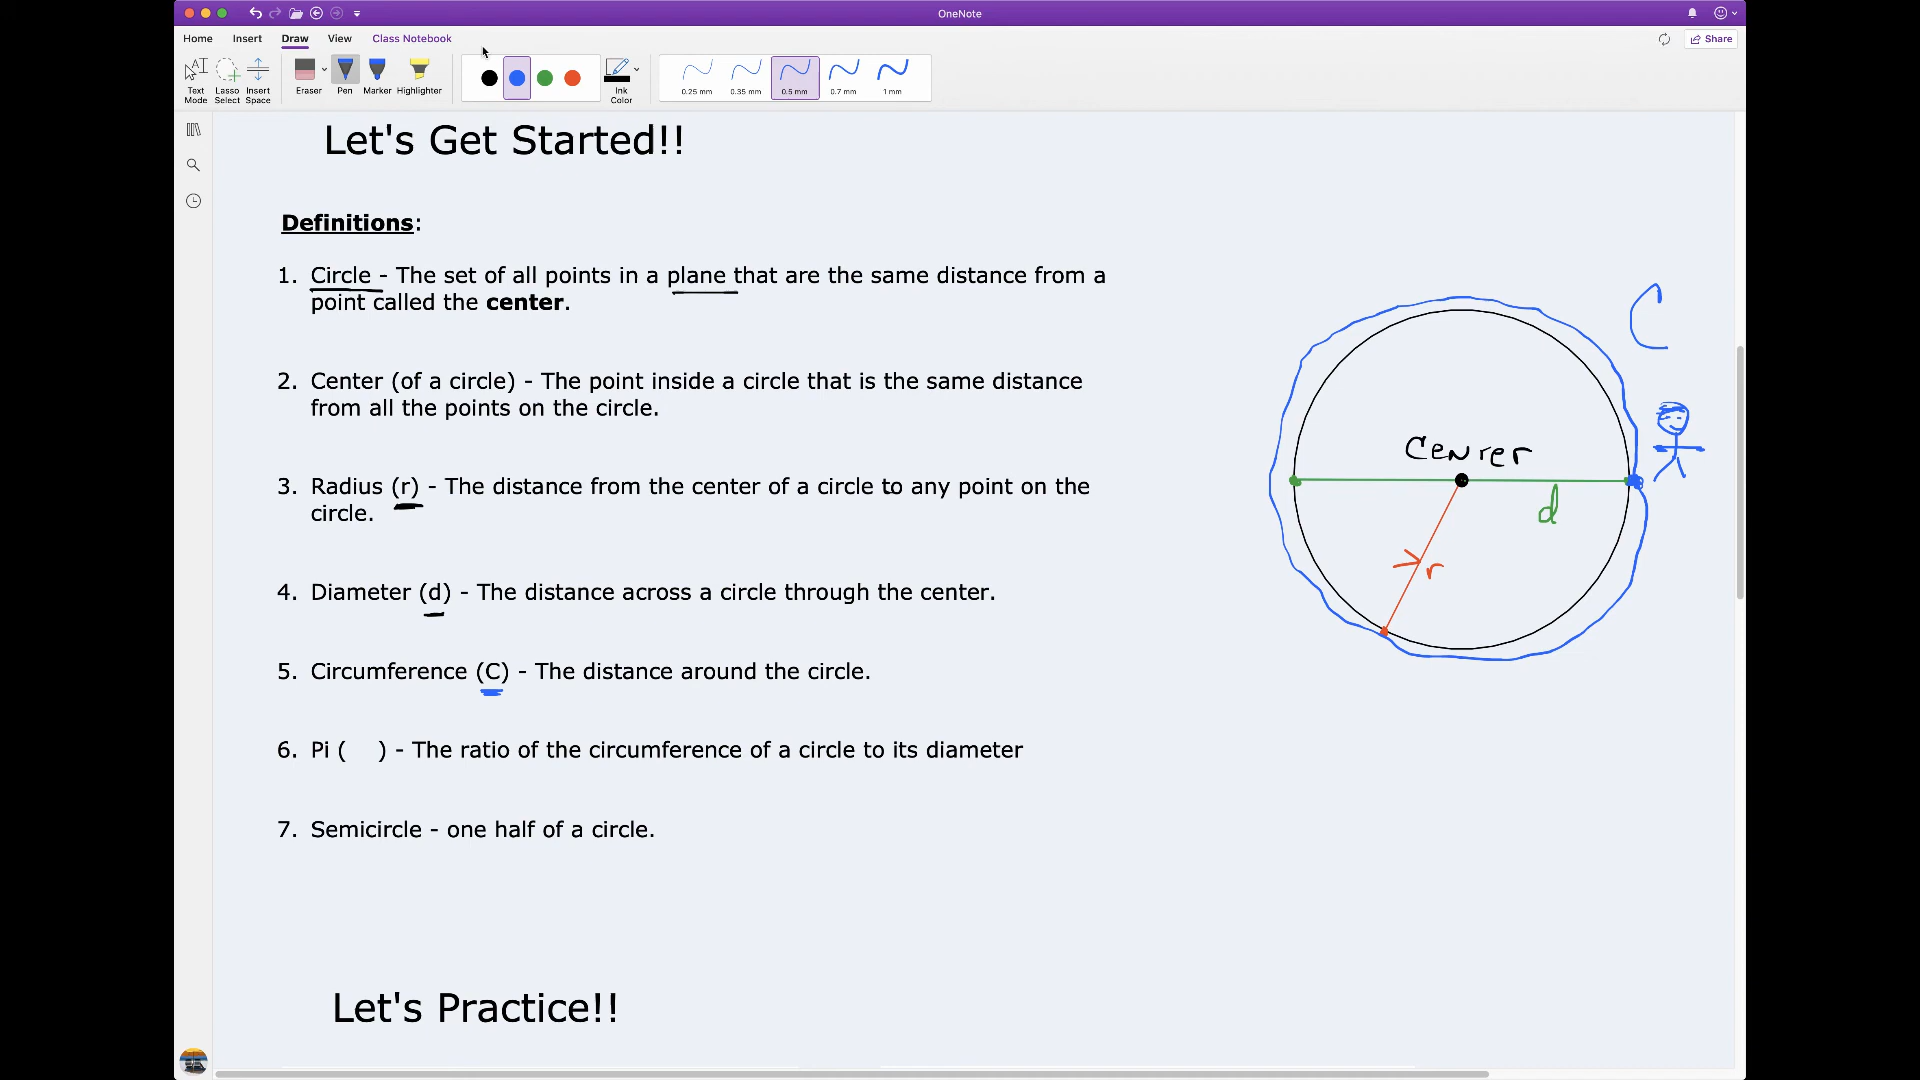 OneNote
Home Insert Draw View Class Notebook
Share
Text Mode
Lasso Select
Insert Space
Eraser
Pen
Marker
Highlighter
Ink Color
0.25 mm
0.35 mm
0.5 mm
0.7 mm
1 mm
Let's Get Started!!
Definitions:
1. Circle - The set of all points in a plane that are the same distance from a
point called the center.
2. Center (of a circle) - The point inside a circle that is the same distance
from all the points on the circle.
3. Radius (r) - The distance from the center of a circle to any point on the
circle.
4. Diameter (d) - The distance across a circle through the center.
5. Circumference (C) - The distance around the circle.
6. Pi ( ) - The ratio of the circumference of a circle to its diameter
7. Semicircle - one half of a circle.
C
Center
d
r
Let's Practice!!